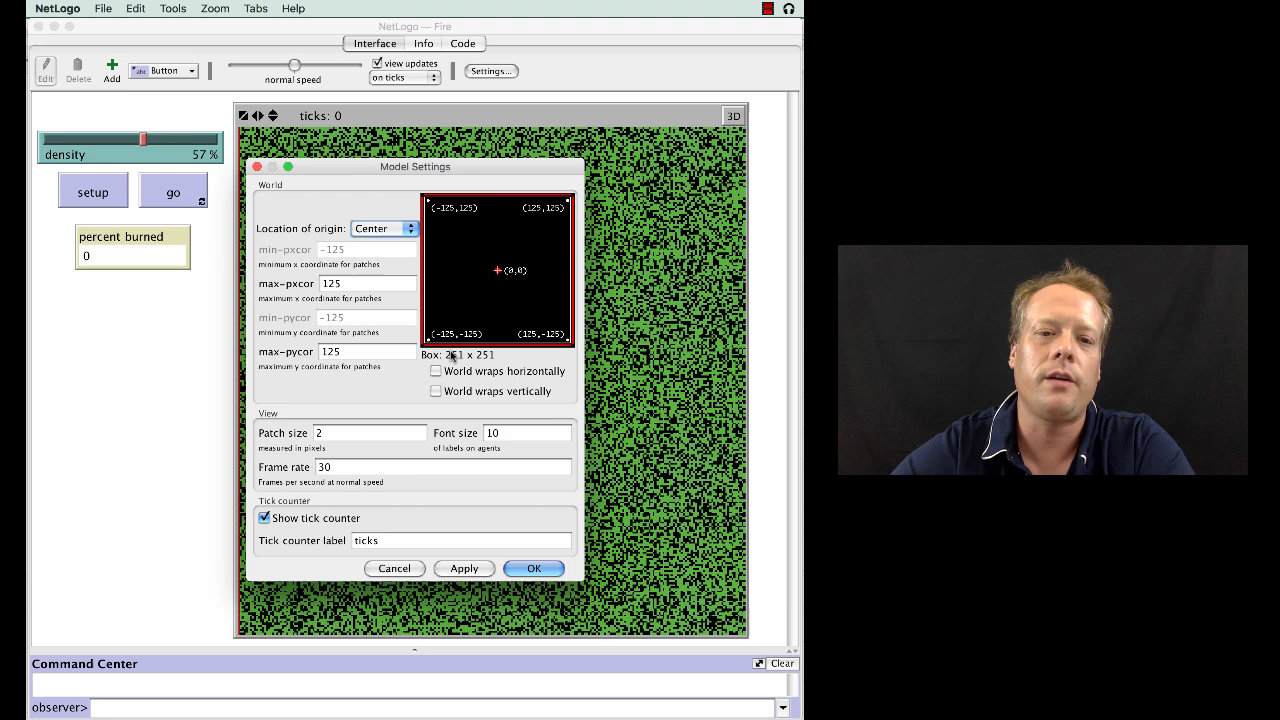 NetLogo File Edit Tools Zoom Tabs Help
NetLogo — Fire
Interface Info Code
Edit Delete Add Button normal speed view updates on ticks Settings...
ticks: 0 3D
density 57 %
setup go
percent burned
0
Model Settings
World
Location of origin: Center
min-pxcor -125
minimum x coordinate for patches
max-pxcor 125
maximum x coordinate for patches
min-pycor -125
minimum y coordinate for patches
max-pycor 125
maximum y coordinate for patches
(-125,125) (125,125)
(0,0)
(-125,-125) (125,-125)
Box: 251 x 251
World wraps horizontally
World wraps vertically
View
Patch size 2 Font size 10
measured in pixels of labels on agents
Frame rate 30
Frames per second at normal speed
Tick counter
Show tick counter
Tick counter label ticks
Cancel Apply OK
Command Center Clear
observer>